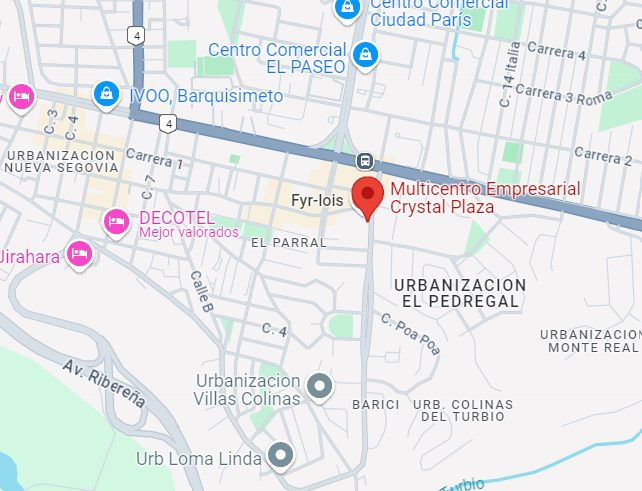 Centro Comercial
Ciudad París
4
Centro Comercial
EL PASEO
Carrera 4
C. 14 Italia
IVOO, Barquisimeto
Carrera 3 Roma
C. 3
C. 4
4
URBANIZACION
NUEVA SEGOVIA
Carrera 1
Carrera 2
C. 7
Fyr-lois
Multicentro Empresarial
Crystal Plaza
DECOTEL
Mejor valorados
EL PARRAL
Jirahara
Calle B
URBANIZACION
EL PEDREGAL
C. 4
C. Poa Poa
URBANIZACION
MONTE REAL
Av. Ribereña
Urbanizacion
Villas Colinas
BARICI
URB. COLINAS
DEL TURBIO
Urb Loma Linda
Turbio